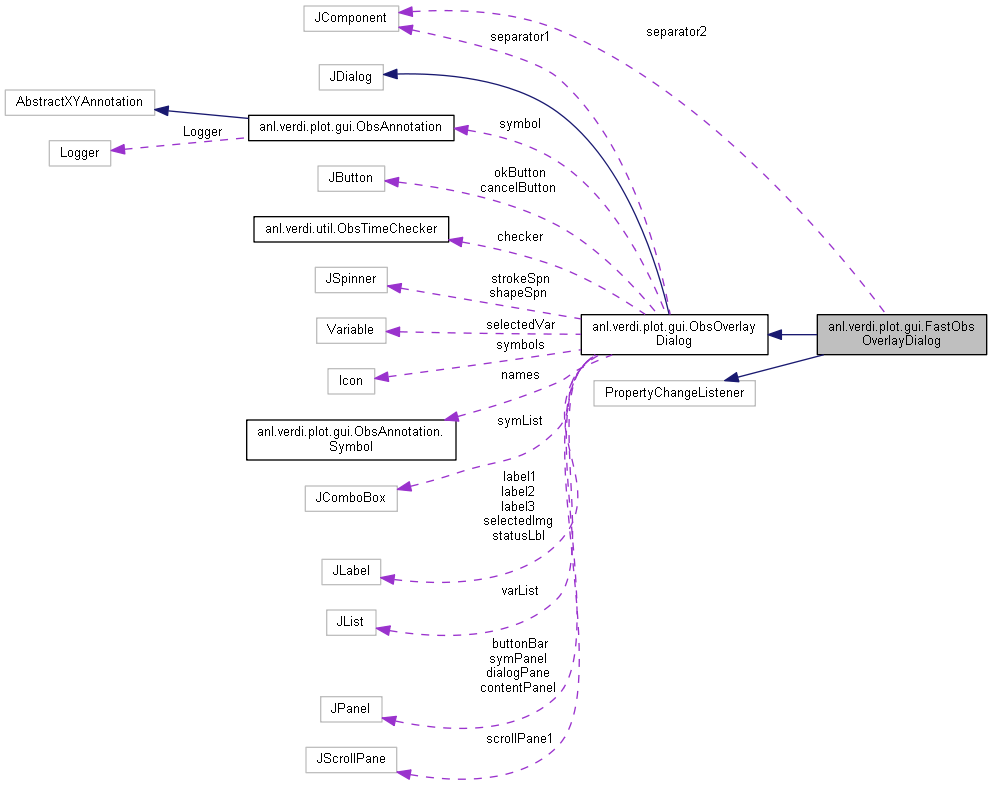 JComponent
separator1
separator2
JDialog
AbstractXYAnnotation
Logger
anl.verdi.plot.gui.ObsAnnotation
symbol
Logger
JButton
okButton
cancelButton
anl.verdi.util.ObsTimeChecker
checker
JSpinner
strokeSpn
shapeSpn
Variable
selectedVar
anl.verdi.plot.gui.ObsOverlay
Dialog
anl.verdi.plot.gui.FastObs
OverlayDialog
symbols
Icon
names
PropertyChangeListener
anl.verdi.plot.gui.ObsAnnotation.
Symbol
symList
JComboBox
label1
label2
label3
selectedImg
statusLbl
JLabel
varList
JList
buttonBar
symPanel
dialogPane
contentPanel
JPanel
scrollPane1
JScrollPane